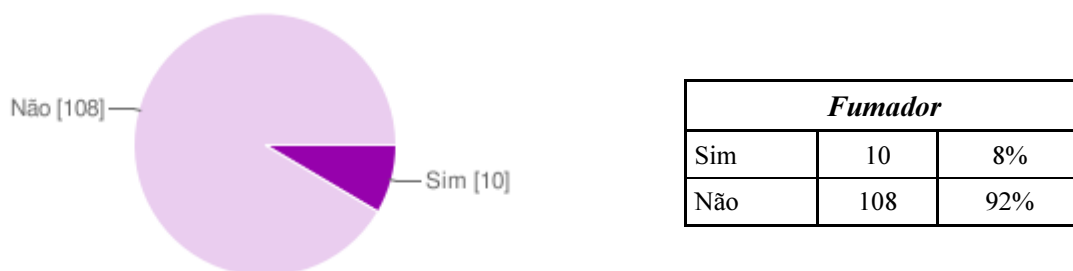 Não [108]
Sim [10]
Fumador
Sim 10 8%
Não 108 92%